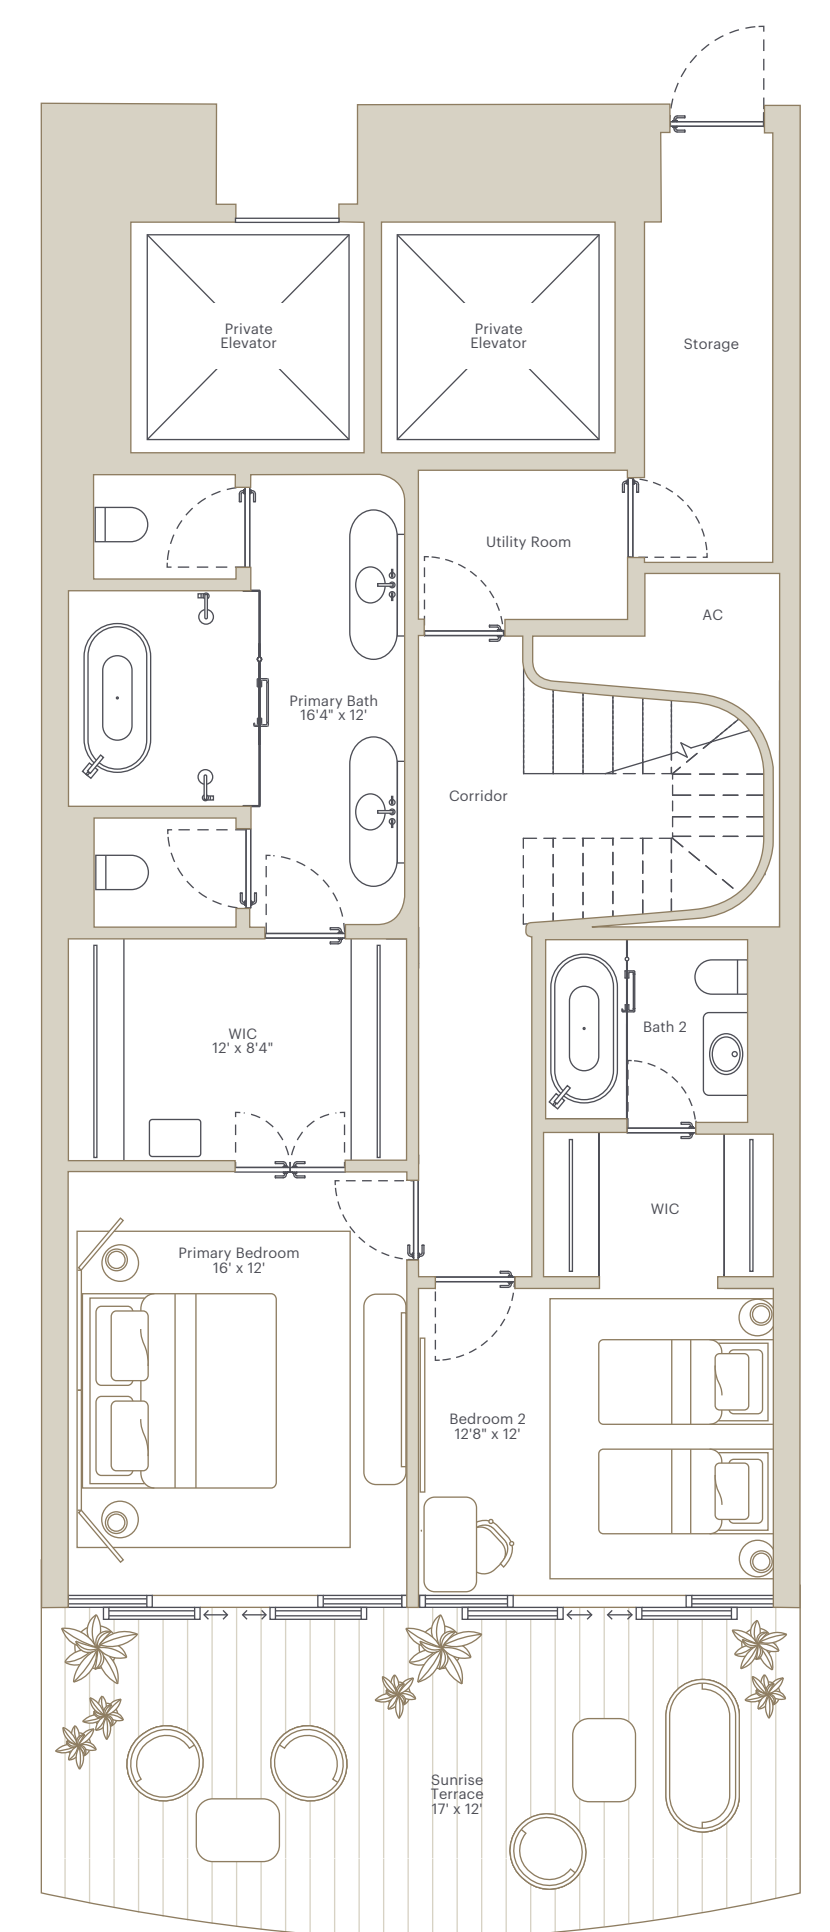 Private
Elevator
Private
Elevator
Storage
Utility Room
AC
Primary Bath
16'4" x 12'
Corridor
WIC
12' x 8'4"
Bath 2
WIC
Primary Bedroom
16' x 12'
Bedroom 2
12'8" x 12'
Sunrise
Terrace
17' x 12'